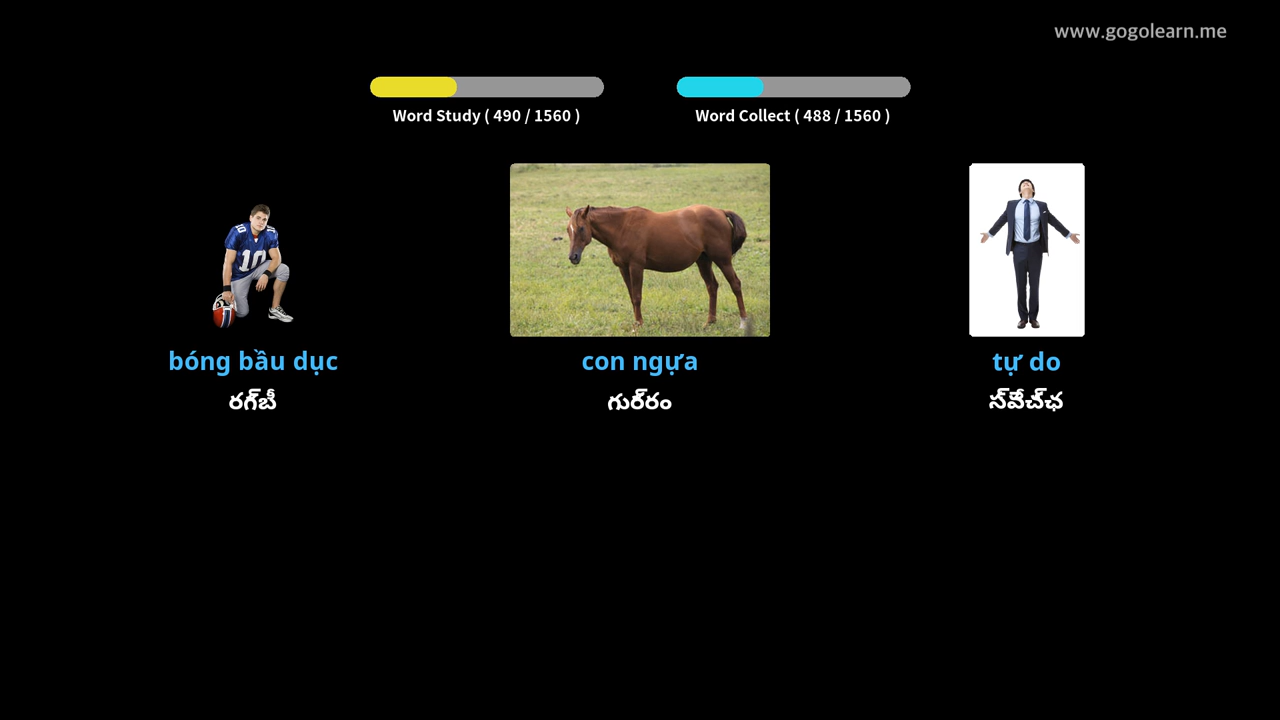 www.gogolearn.me
Word Study ( 490 / 1560 )
Word Collect ( 488 / 1560 )
bóng bầu dục
con ngựa
tự do
రగ్‌బీ
గుర్‌రం
స్‌వేచ్‌ఛ